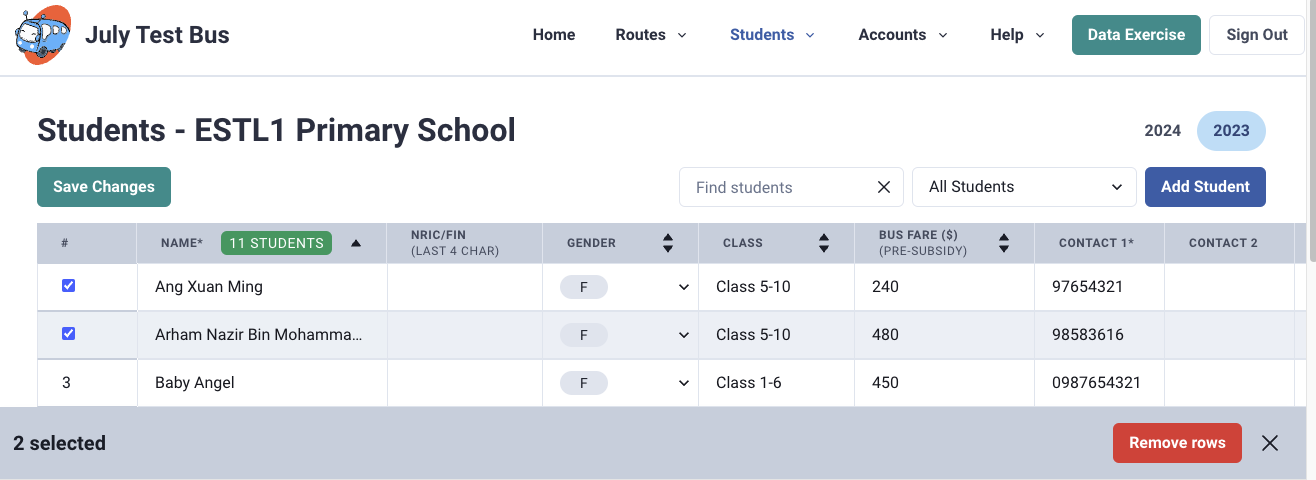 July Test Bus
Home Routes Students Accounts Help Data Exercise Sign Out
Students - ESTL1 Primary School
2024 2023
Save Changes Find students All Students Add Student
# NAME* 11 STUDENTS NRIC/FIN (LAST 4 CHAR) GENDER CLASS BUS FARE ($) (PRE-SUBSIDY) CONTACT 1* CONTACT 2
Ang Xuan Ming F Class 5-10 240 97654321
Arham Nazir Bin Mohamma... F Class 5-10 480 98583616
3 Baby Angel F Class 1-6 450 0987654321
2 selected Remove rows